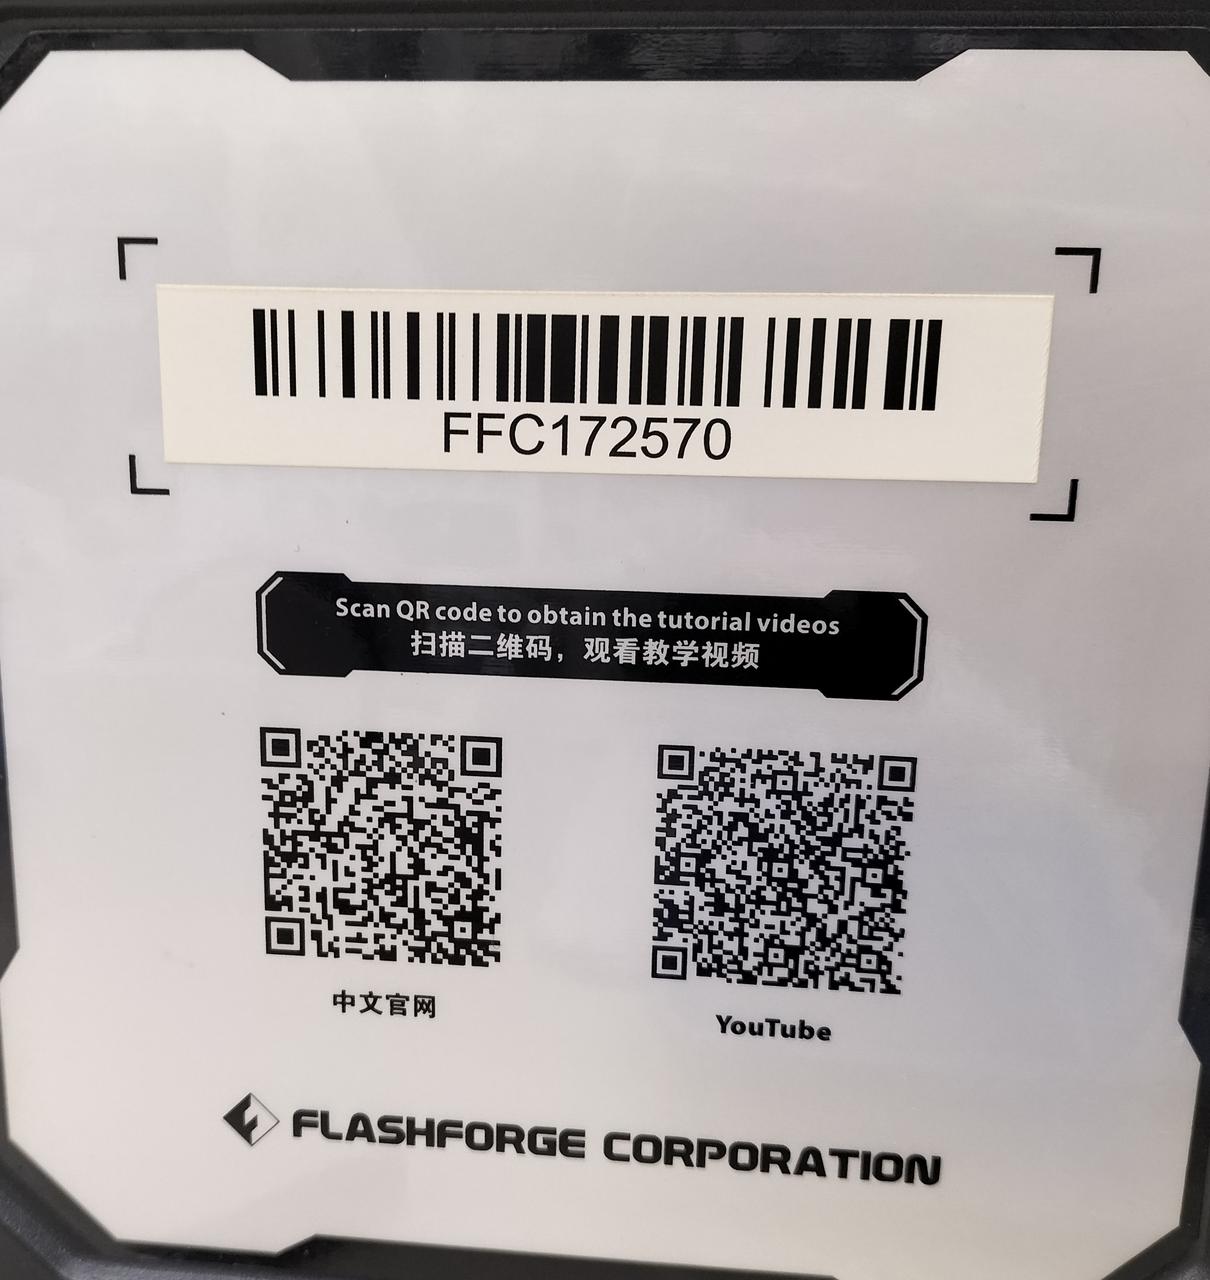 FFC172570
Scan QR code to obtain the tutorial videos
扫描二维码，观看教学视频
中文官网
YouTube
FLASHFORGE CORPORATION